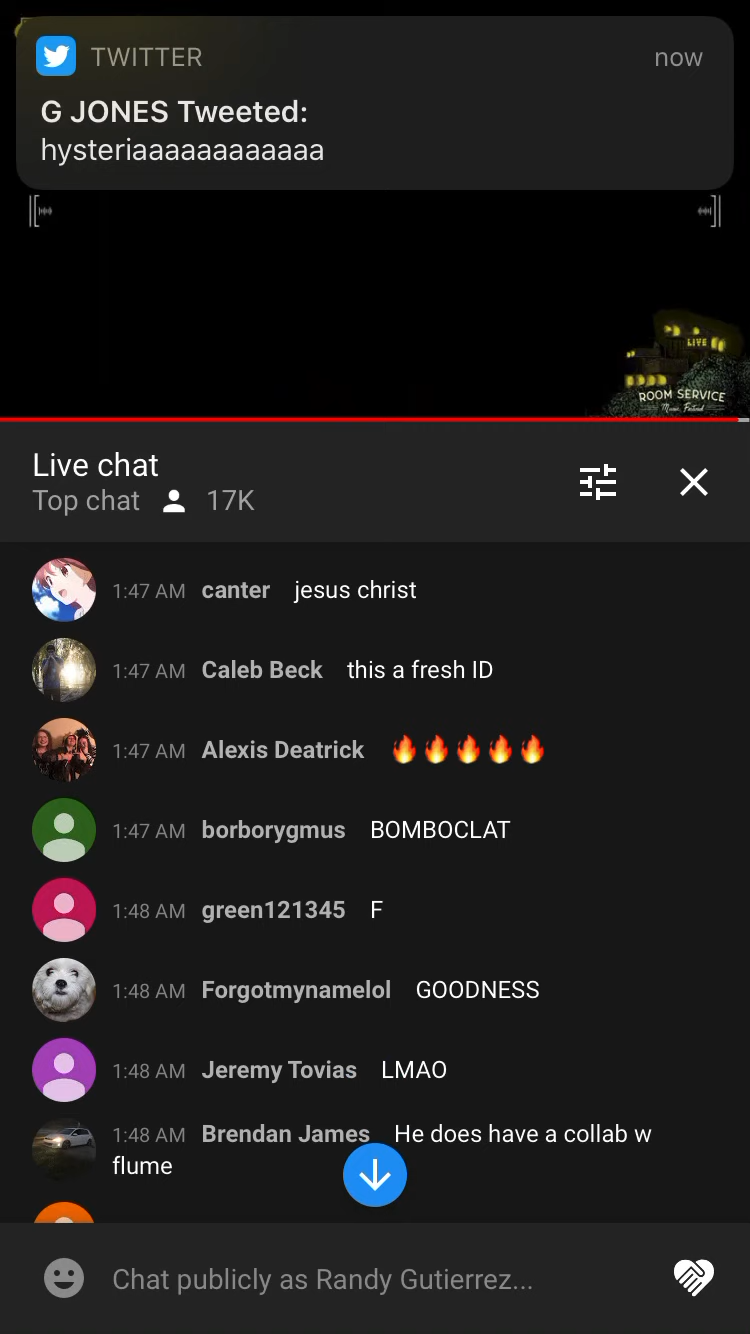 TWITTER
now
G JONES Tweeted:
hysteriaaaaaaaaaaaa
LIVE
ROOM SERVICE
Music Festival
Live chat
Top chat 17K
1:47 AM canter jesus christ
1:47 AM Caleb Beck this a fresh ID
1:47 AM Alexis Deatrick 🔥🔥🔥🔥🔥
1:47 AM borborygmus BOMBOCLAT
1:48 AM green121345 F
1:48 AM Forgotmynamelol GOODNESS
1:48 AM Jeremy Tovias LMAO
1:48 AM Brendan James He does have a collab w
flume
Chat publicly as Randy Gutierrez...